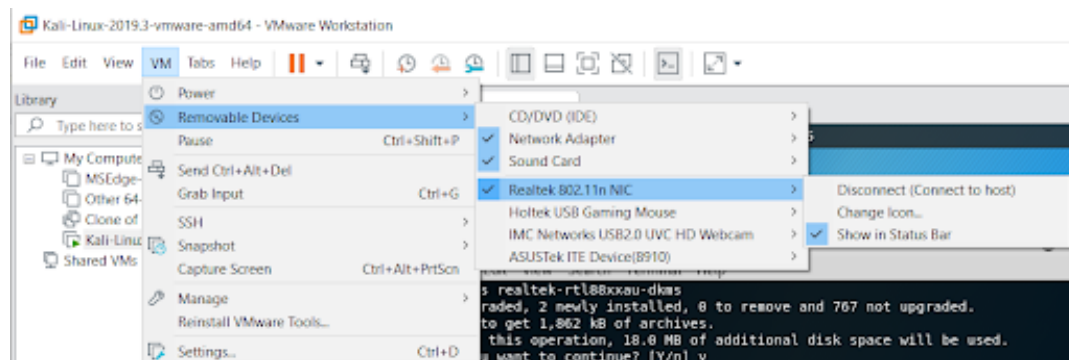 Kali-Linux-2019.3-vmware-amd64 - VMware Workstation
File Edit View VM Tabs Help
Library
Type here to s
My Compute
MSEdge-
Other 64-
Clone of
Kali-Linu
Shared VMs
Power
Removable Devices
Pause Ctrl+Shift+P
Send Ctrl+Alt+Del
Grab Input Ctrl+G
SSH
Snapshot
Capture Screen Ctrl+Alt+PrtScn
Manage
Reinstall VMware Tools...
Settings... Ctrl+D
CD/DVD (IDE)
Network Adapter
Sound Card
Realtek 802.11n NIC
Holtek USB Gaming Mouse
IMC Networks USB2.0 UVC HD Webcam
ASUSTek ITE Device(8910)
Disconnect (Connect to host)
Change Icon...
Show in Status Bar
s realtek-rtl88xxau-dkms
raded, 2 newly installed, 0 to remove and 767 not upgraded.
to get 1,862 kB of archives.
this operation, 18.0 MB of additional disk space will be used.
u want to continue? [Y/n] y